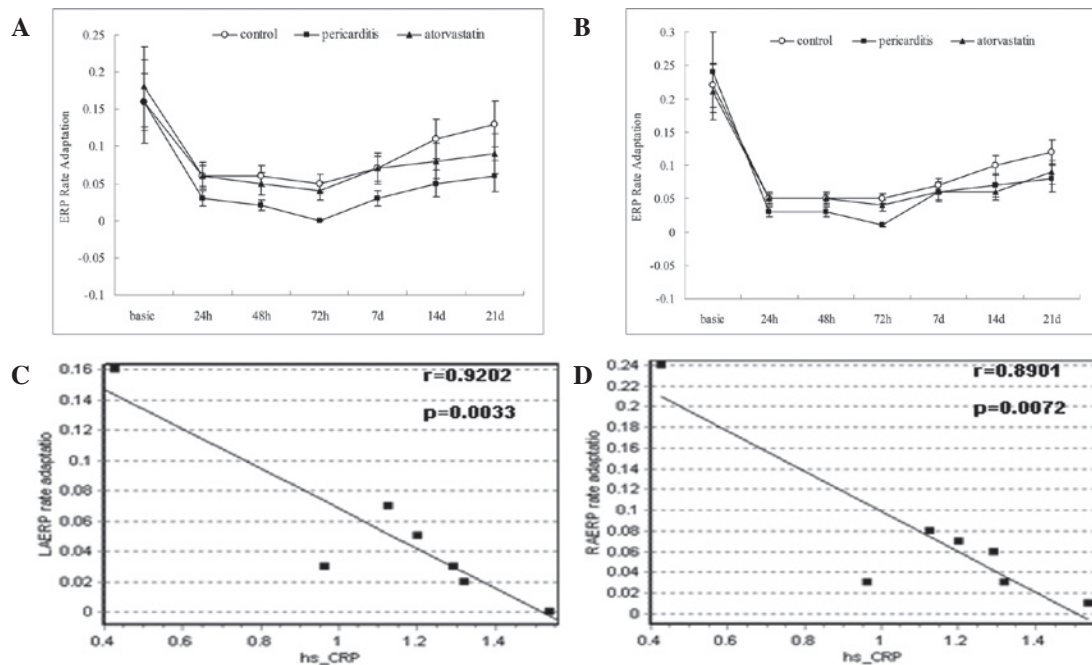 A
control pericarditis atorvastatin
ERP Rate Adaptation
0.25
0.2
0.15
0.1
0.05
0
-0.05
-0.1
basic 24h 48h 72h 7d 14d 21d
B
control pericarditis atorvastatin
ERP Rate Adaptation
0.3
0.25
0.2
0.15
0.1
0.05
0
-0.05
-0.1
basic 24h 48h 72h 7d 14d 21d
C
r=0.9202
p=0.0033
LAERP rate adaptatio
0.16
0.14
0.12
0.1
0.08
0.06
0.04
0.02
0
0.4 0.6 0.8 1 1.2 1.4
hs_CRP
D
r=0.8901
p=0.0072
RAERP rate adaptatio
0.24
0.22
0.2
0.18
0.16
0.14
0.12
0.1
0.08
0.06
0.04
0.02
0
0.4 0.6 0.8 1 1.2 1.4
hs_CRP